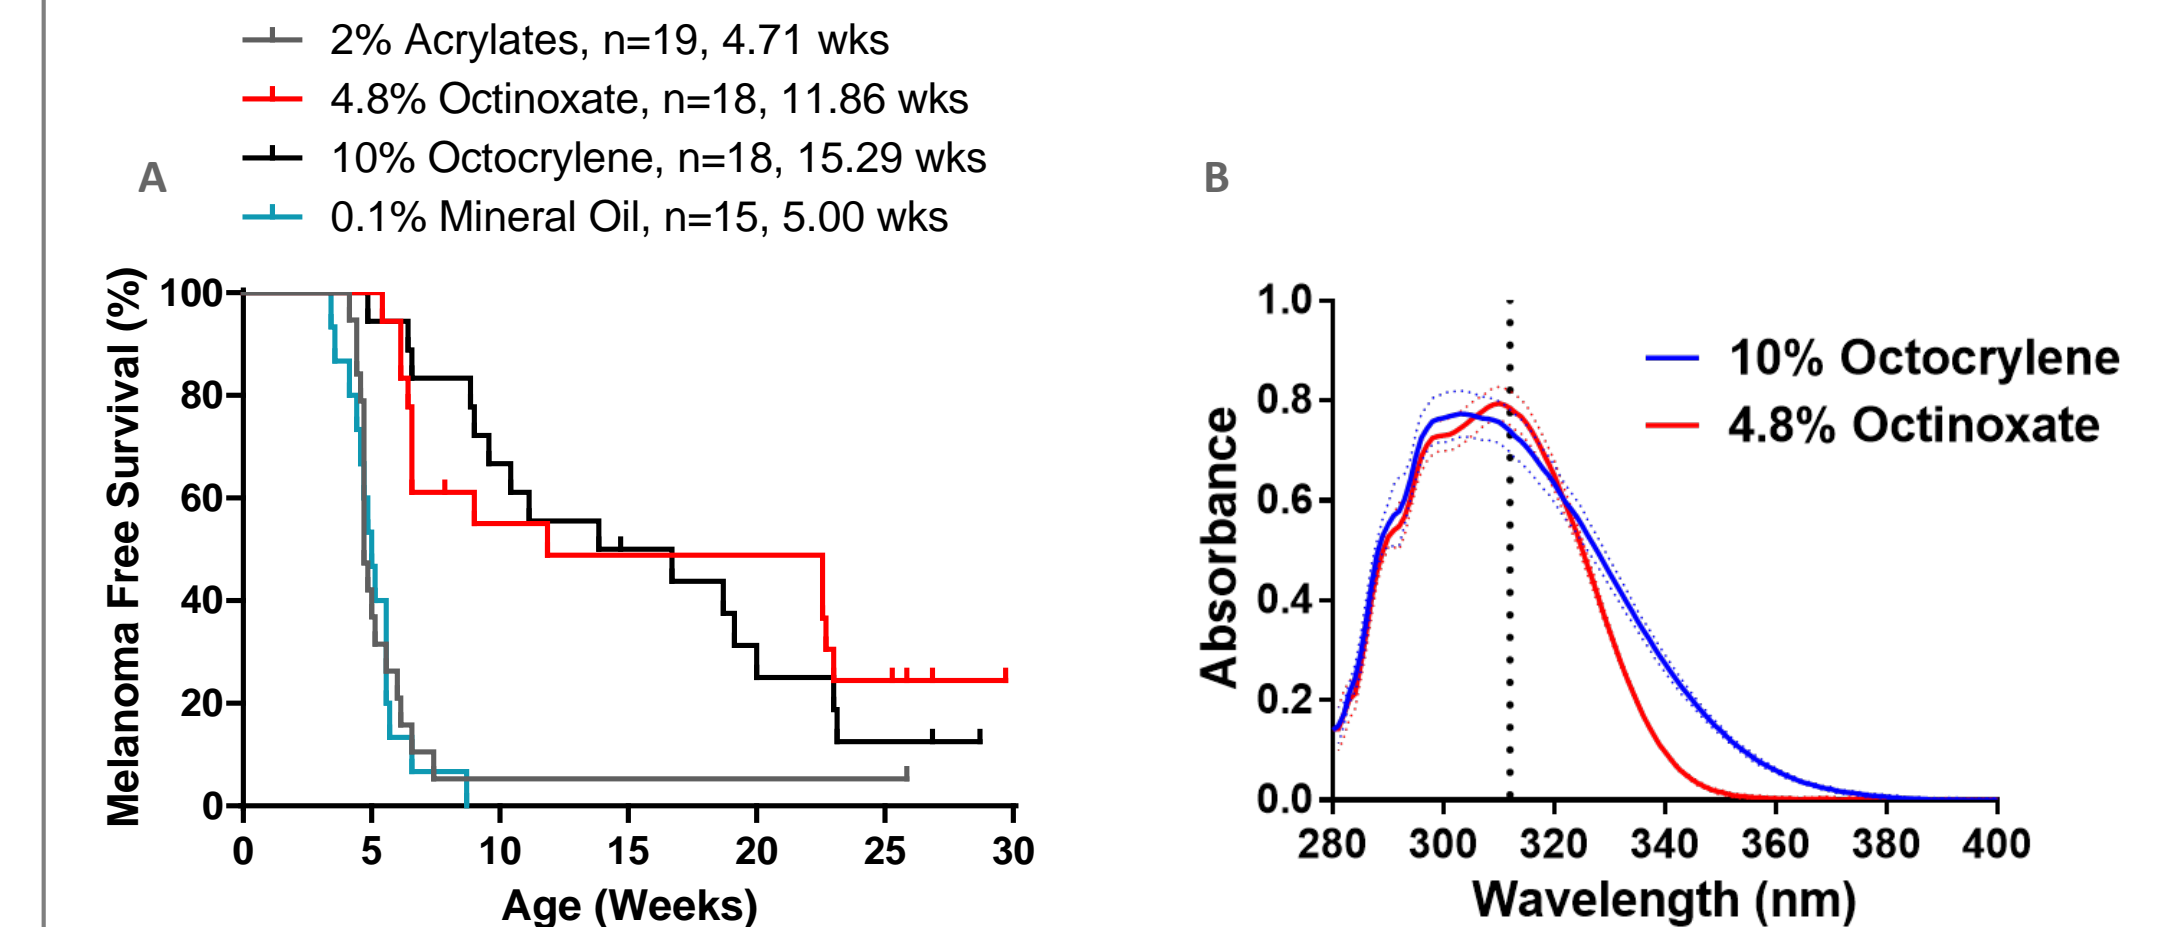 2% Acrylates, n=19, 4.71 wks
4.8% Octinoxate, n=18, 11.86 wks
10% Octocrylene, n=18, 15.29 wks
0.1% Mineral Oil, n=15, 5.00 wks
A
Melanoma Free Survival (%)
100
80
60
40
20
0
0 5 10 15 20 25 30
Age (Weeks)
B
10% Octocrylene
4.8% Octinoxate
Absorbance
1.0
0.8
0.6
0.4
0.2
0.0
280 300 320 340 360 380 400
Wavelength (nm)